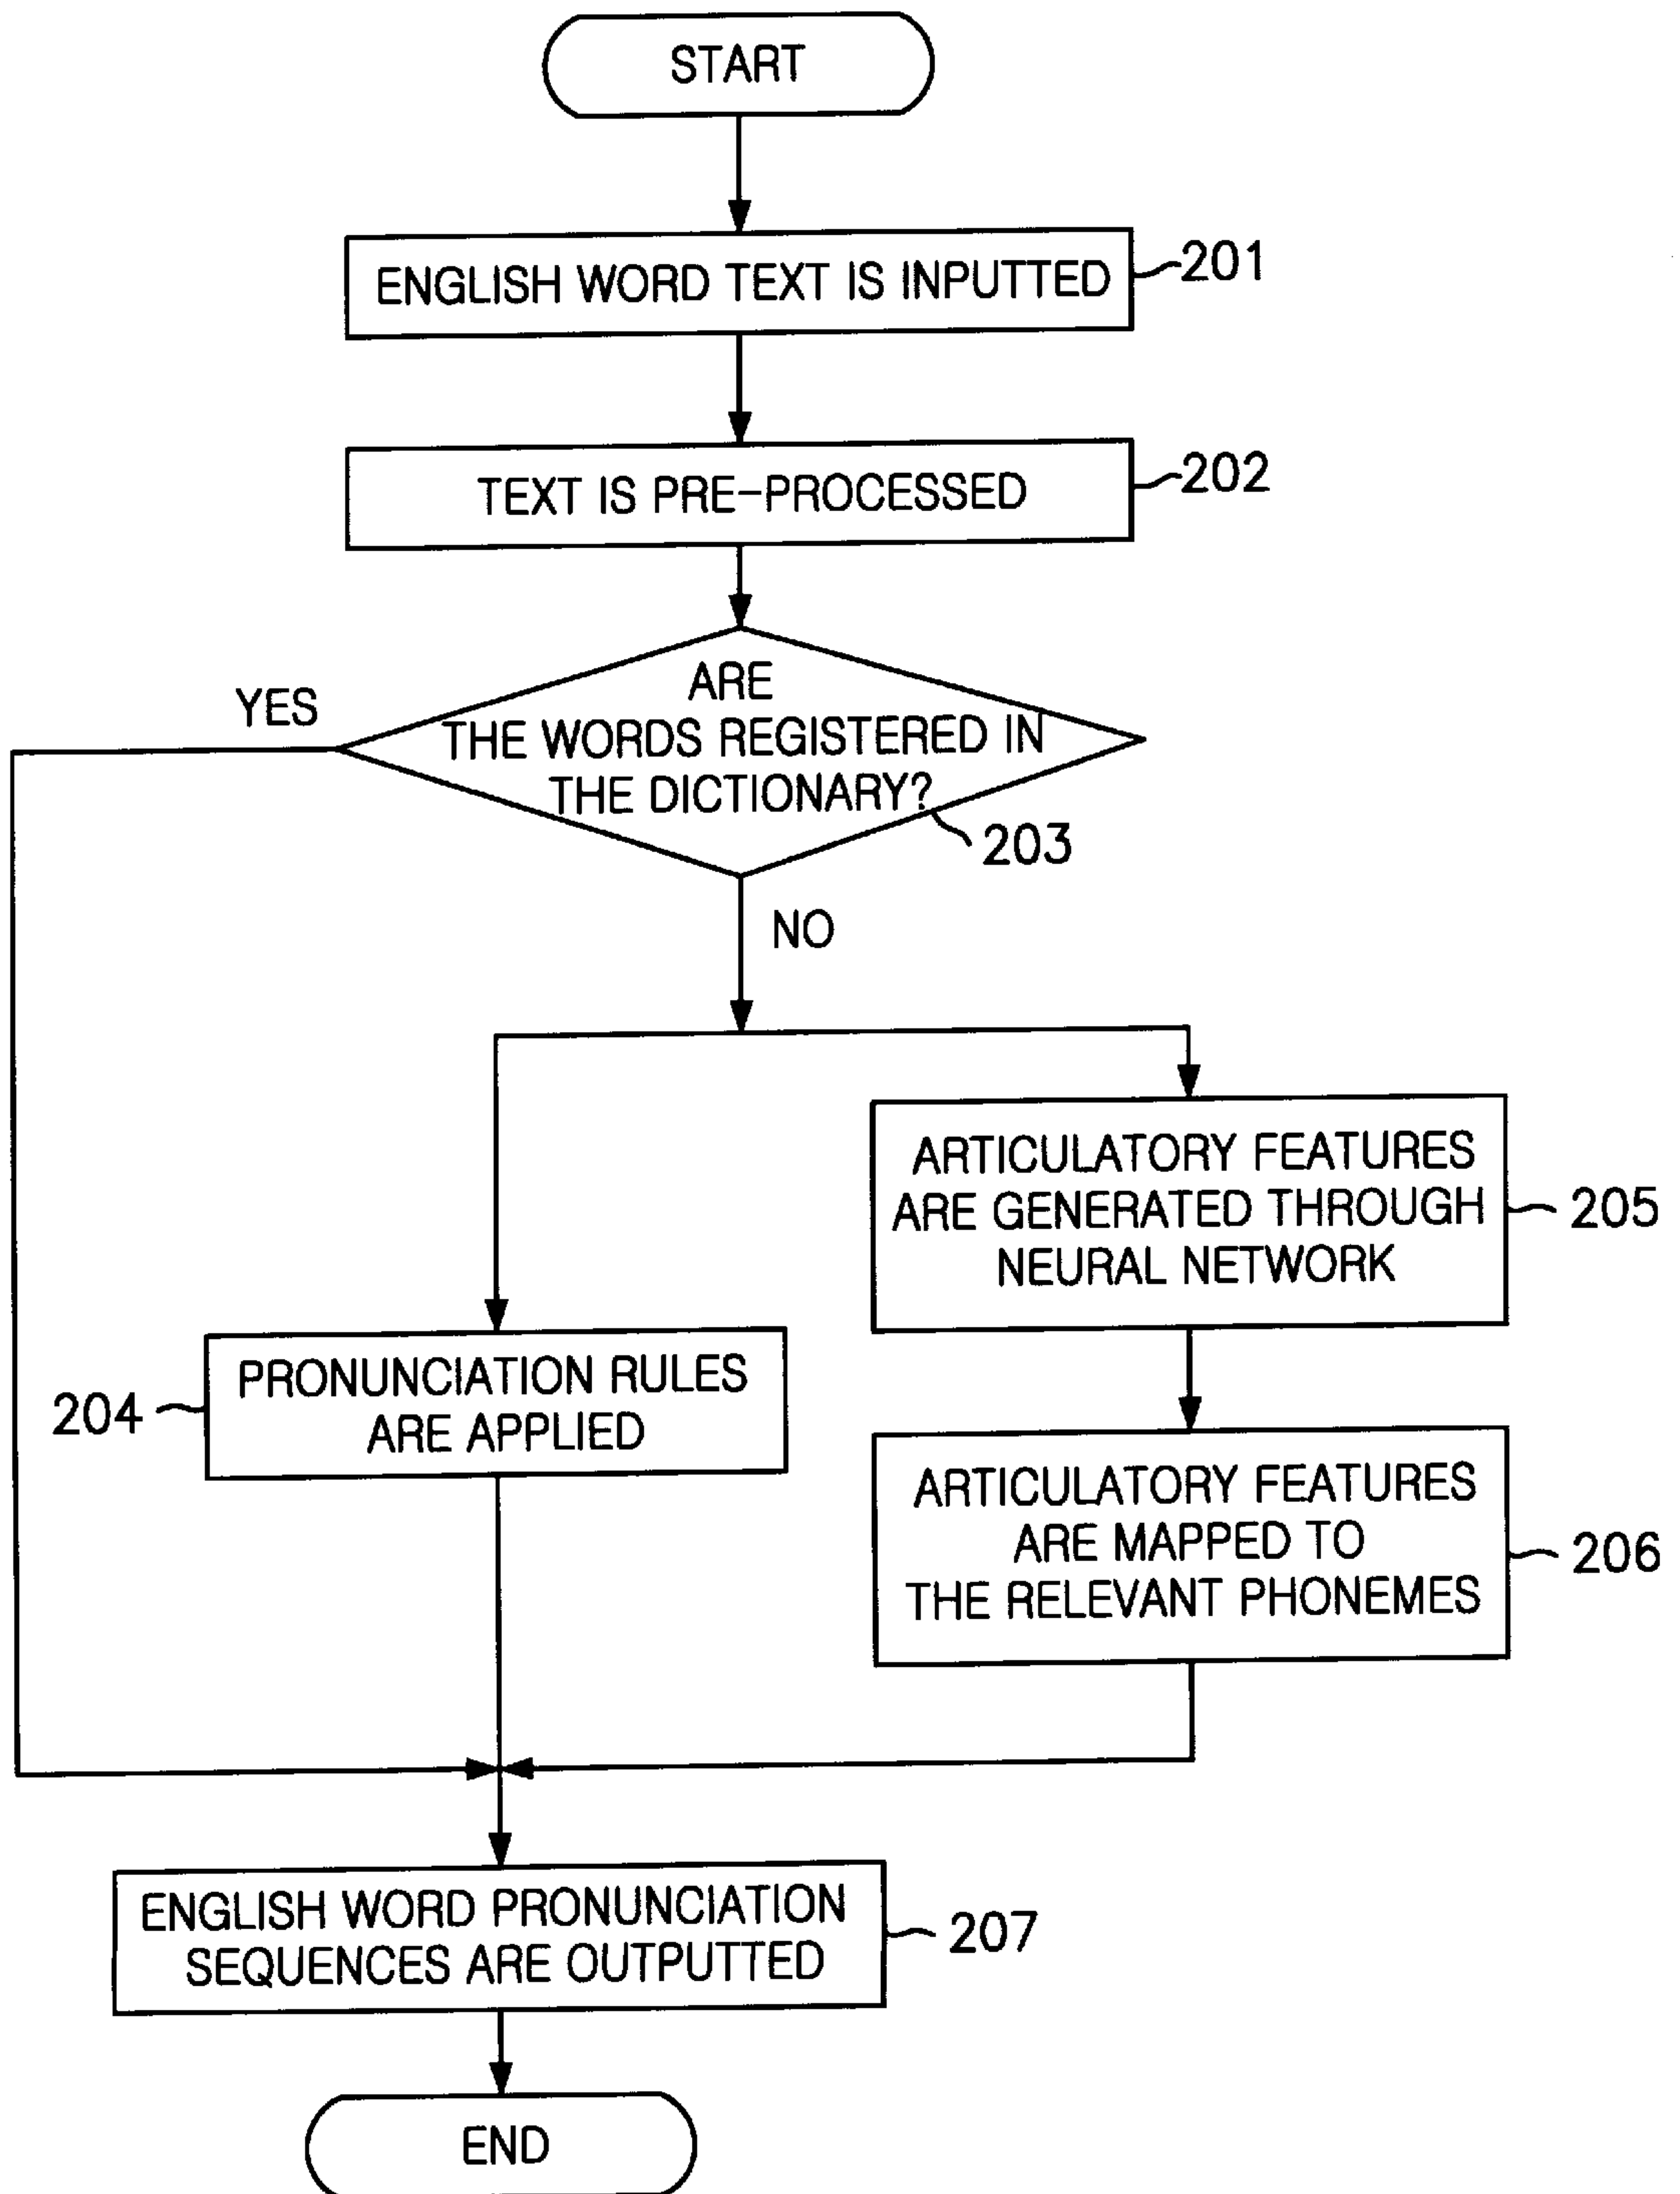 START
ENGLISH WORD TEXT IS INPUTTED
201
TEXT IS PRE-PROCESSED
202
ARE
THE WORDS REGISTERED IN
THE DICTIONARY?
203
YES
NO
ARTICULATORY FEATURES
ARE GENERATED THROUGH
NEURAL NETWORK
205
PRONUNCIATION RULES
ARE APPLIED
204
ARTICULATORY FEATURES
ARE MAPPED TO
THE RELEVANT PHONEMES
206
ENGLISH WORD PRONUNCIATION
SEQUENCES ARE OUTPUTTED
207
END